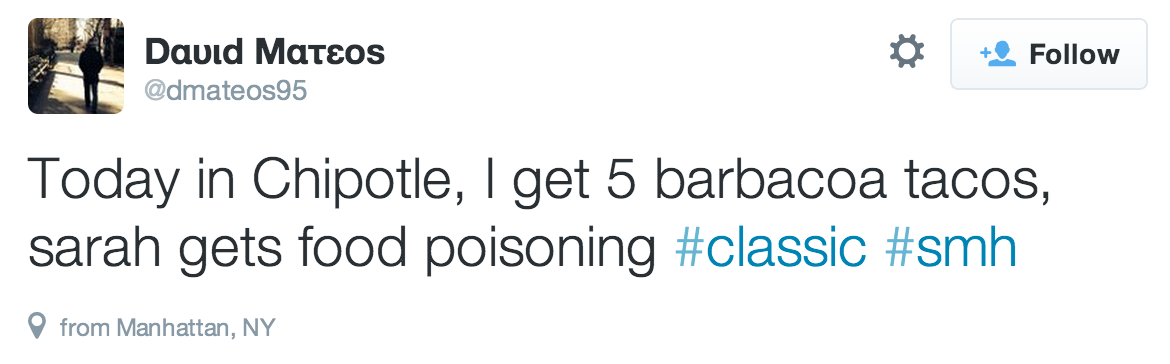 Dαυιd Mατεοs
@dmateos95
Follow
Today in Chipotle, I get 5 barbacoa tacos,
sarah gets food poisoning #classic #smh
from Manhattan, NY